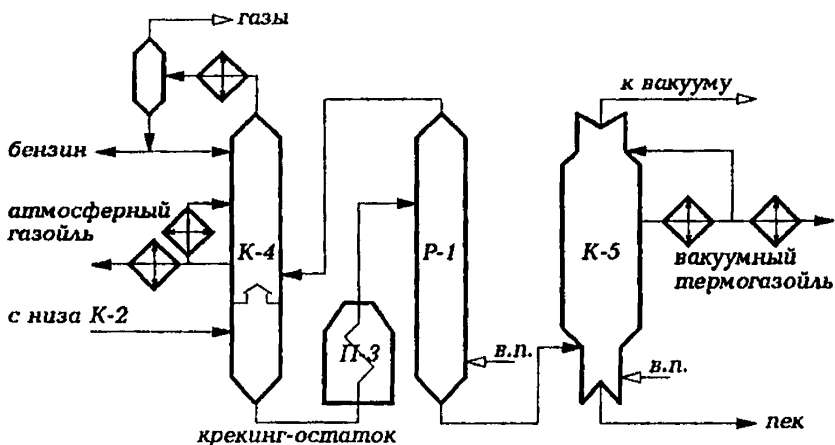 газы
к вакууму
бензин
атмосферный
газойль
К-4
Р-1
К-5
вакуумный
термогазойль
с низа К-2
П-3
в.п.
в.п.
крекинг-остаток
пек